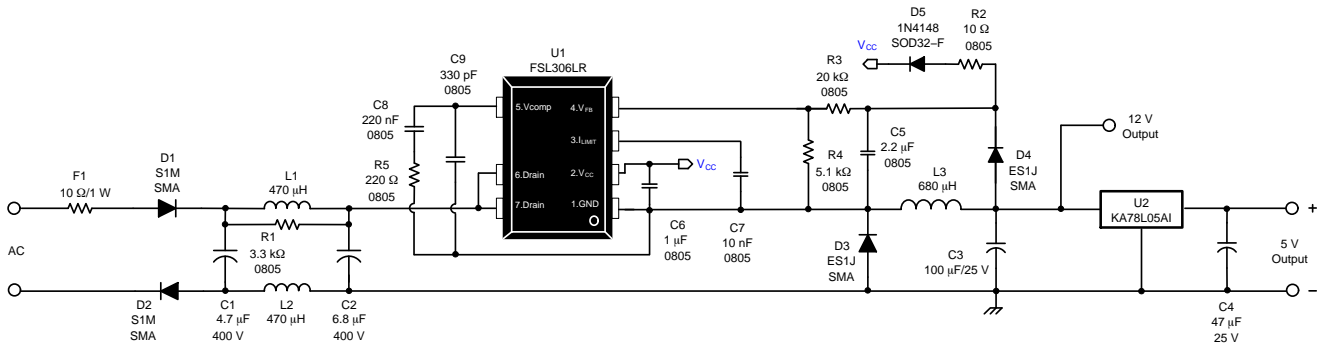 D5
1N4148
SOD32–F
R2
10 Ω
0805
VCC
U1
FSL306LR
C9
330 pF
0805
R3
20 kΩ
0805
C8
220 nF
0805
5.Vcomp
4.VFB
3.ILIMIT
2.VCC
1.GND
6.Drain
7.Drain
VCC
R5
220 Ω
0805
R4
5.1 kΩ
0805
C5
2.2 μF
0805
D4
ES1J
SMA
12 V
Output
F1
10 Ω/1 W
D1
S1M
SMA
L1
470 μH
L3
680 μH
U2
KA78L05AI
AC
R1
3.3 kΩ
0805
C6
1 μF
0805
C7
10 nF
0805
D3
ES1J
SMA
C3
100 μF/25 V
+
5 V
Output
−
D2
S1M
SMA
C1
4.7 μF
400 V
L2
470 μH
C2
6.8 μF
400 V
C4
47 μF
25 V